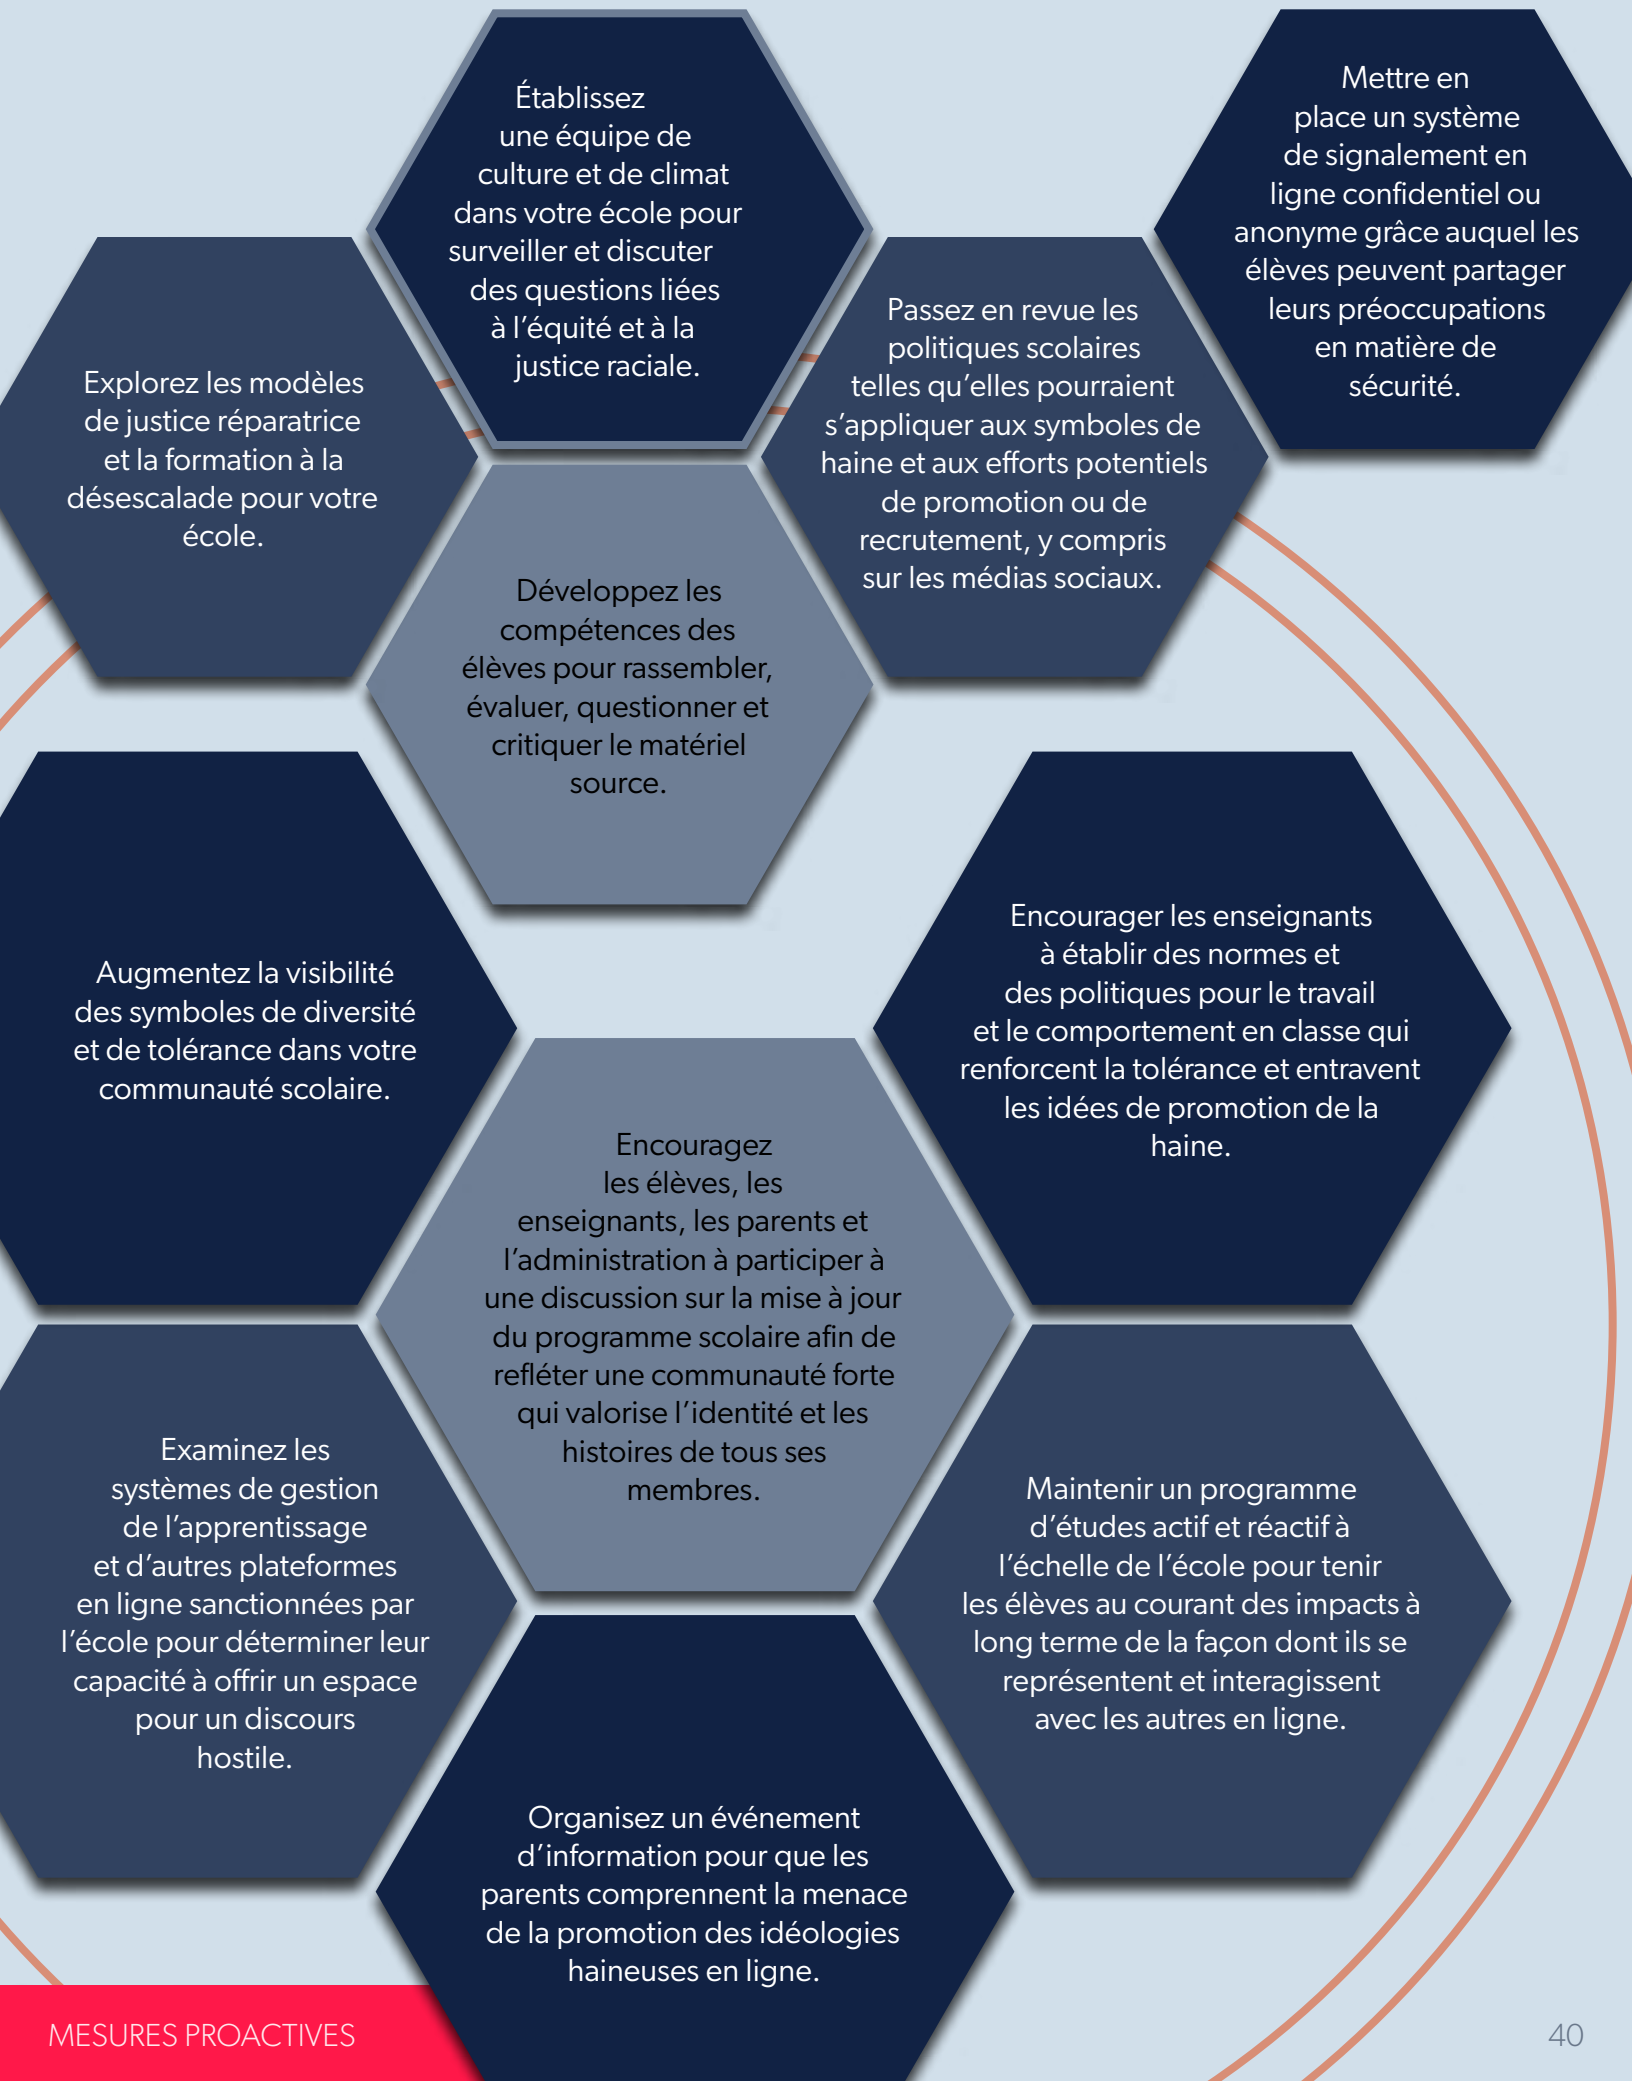 Établissez
une équipe de
culture et de climat
dans votre école pour
surveiller et discuter
des questions liées
à l’équité et à la
justice raciale.
Mettre en
place un système
de signalement en
ligne confidentiel ou
anonyme grâce auquel les
élèves peuvent partager
leurs préoccupations
en matière de
sécurité.
Explorez les modèles
de justice réparatrice
et la formation à la
désescalade pour votre
école.
Passez en revue les
politiques scolaires
telles qu’elles pourraient
s’appliquer aux symboles de
haine et aux efforts potentiels
de promotion ou de
recrutement, y compris
sur les médias sociaux.
Développez les
compétences des
élèves pour rassembler,
évaluer, questionner et
critiquer le matériel
source.
Augmentez la visibilité
des symboles de diversité
et de tolérance dans votre
communauté scolaire.
Encourager les enseignants
à établir des normes et
des politiques pour le travail
et le comportement en classe qui
renforcent la tolérance et entravent
les idées de promotion de la
haine.
Encouragez
les élèves, les
enseignants, les parents et
l’administration à participer à
une discussion sur la mise à jour
du programme scolaire afin de
refléter une communauté forte
qui valorise l’identité et les
histoires de tous ses
membres.
Examinez les
systèmes de gestion
de l’apprentissage
et d’autres plateformes
en ligne sanctionnées par
l’école pour déterminer leur
capacité à offrir un espace
pour un discours
hostile.
Maintenir un programme
d’études actif et réactif à
l’échelle de l’école pour tenir
les élèves au courant des impacts à
long terme de la façon dont ils se
représentent et interagissent
avec les autres en ligne.
Organisez un événement
d’information pour que les
parents comprennent la menace
de la promotion des idéologies
haineuses en ligne.
MESURES PROACTIVES
40